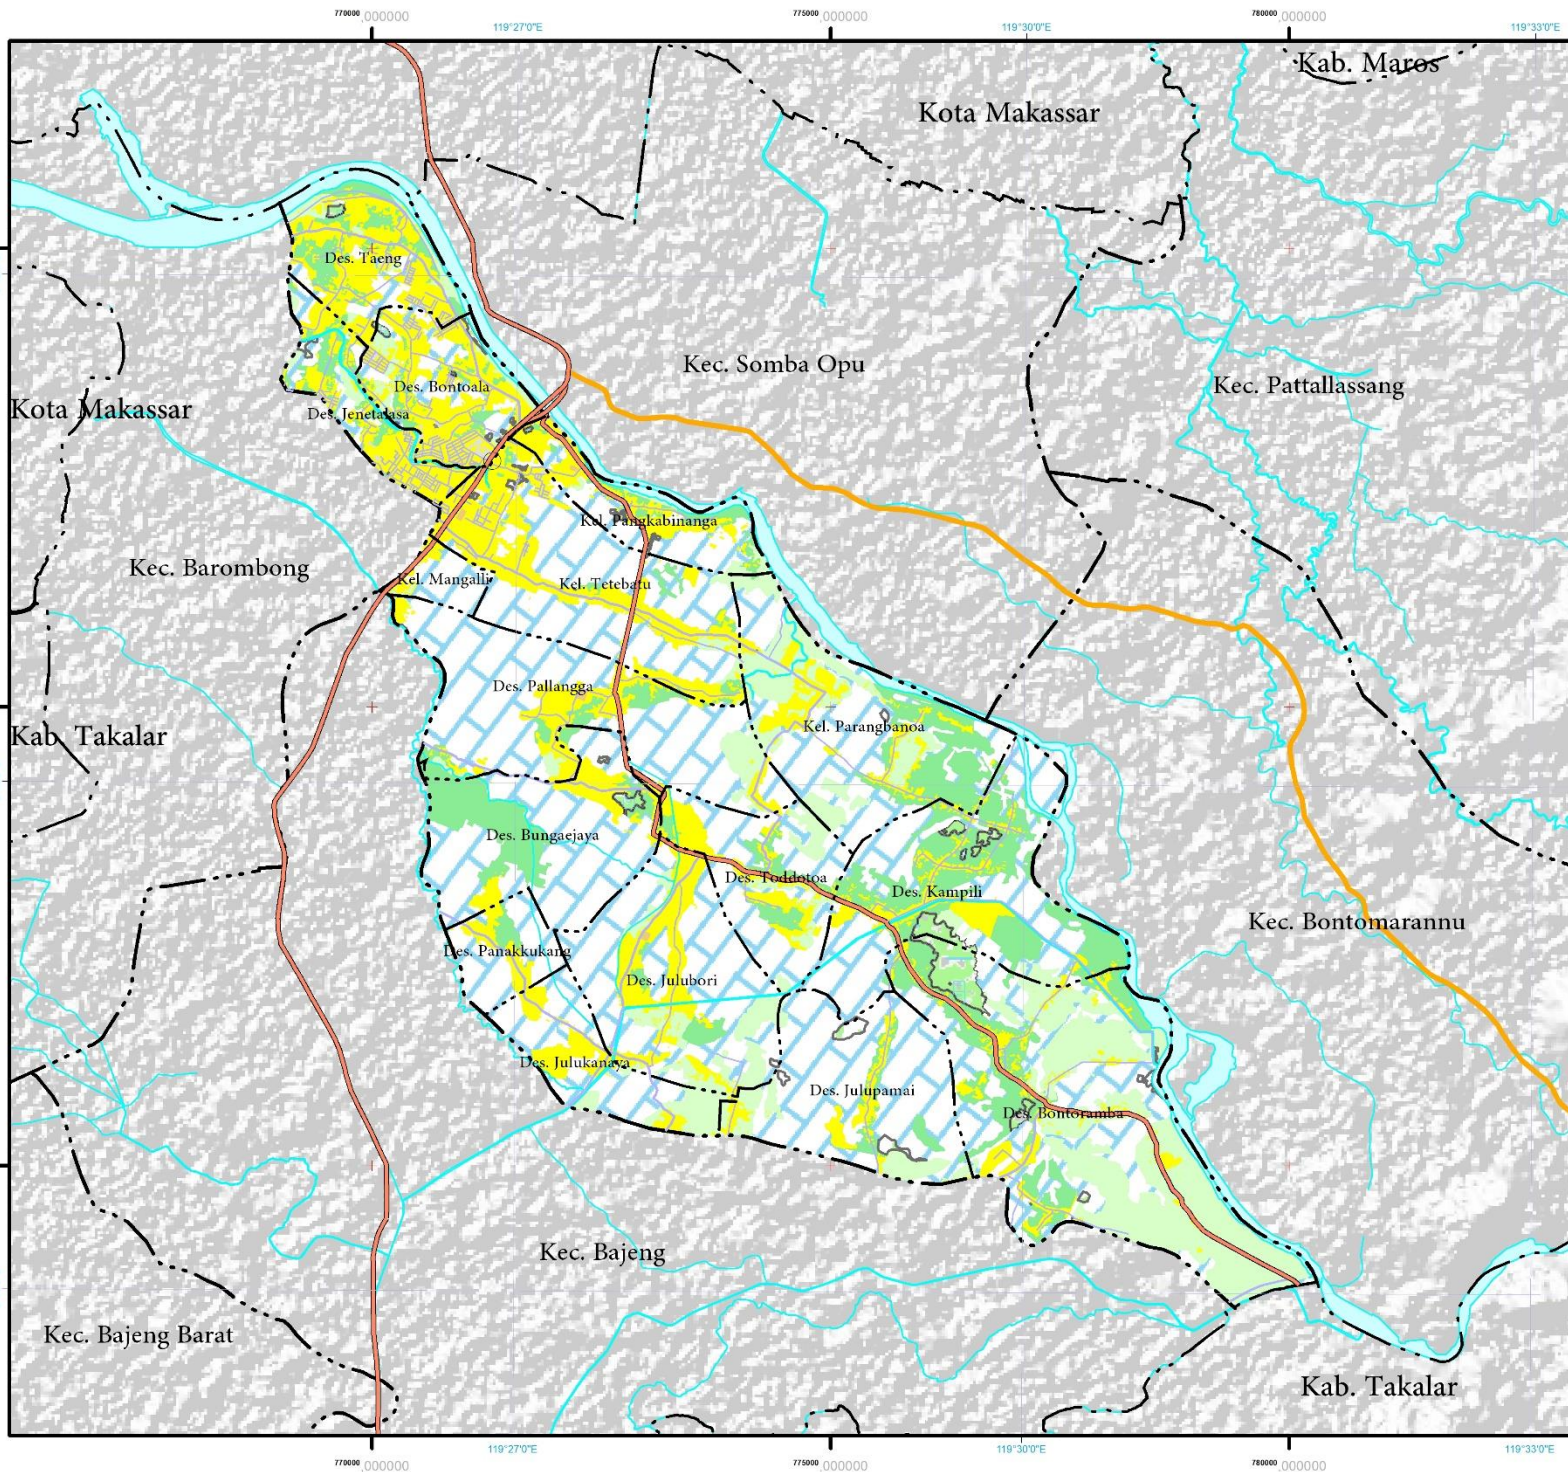 770000 ,000000
775000 ,000000
780000 ,000000
119°27'0"E
119°30'0"E
119°33'0"E
Kab. Maros
Kota Makassar
Des. Taeng
Kec. Somba Opu
Des. Bontoala
Kec. Pattallassang
Kota Makassar
Des. Jenetalasa
Kel. Pangkabinanga
Kec. Barombong
Kel. Mangalli
Kel. Tetebatu
Des. Pallangga
Kel. Parangbanoa
Kab. Takalar
Des. Bungaejaya
Des. Toddotoa
Des. Kampili
Kec. Bontomarannu
Des. Panakkukang
Des. Julubori
Des. Julukanaya
Des. Julupamai
Des. Bontoramba
Kec. Bajeng
Kec. Bajeng Barat
Kab. Takalar
119°27'0"E
119°30'0"E
119°33'0"E
770000 ,000000
775000 ,000000
780000 ,000000